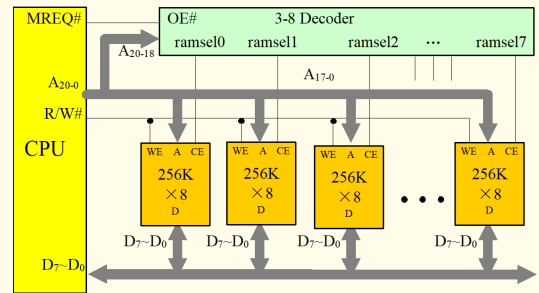 MREQ# OE# 3-8 Decoder
ramsel0 ramsel1 ramsel2 ... ramsel7
A20-18
A20-0 A17-0
R/W#
CPU
WE A CE WE A CE WE A CE WE A CE
256K 256K 256K 256K
×8 ×8 ×8 ×8
D D D D
D7~D0 D7~D0 D7~D0 D7~D0
D7~D0